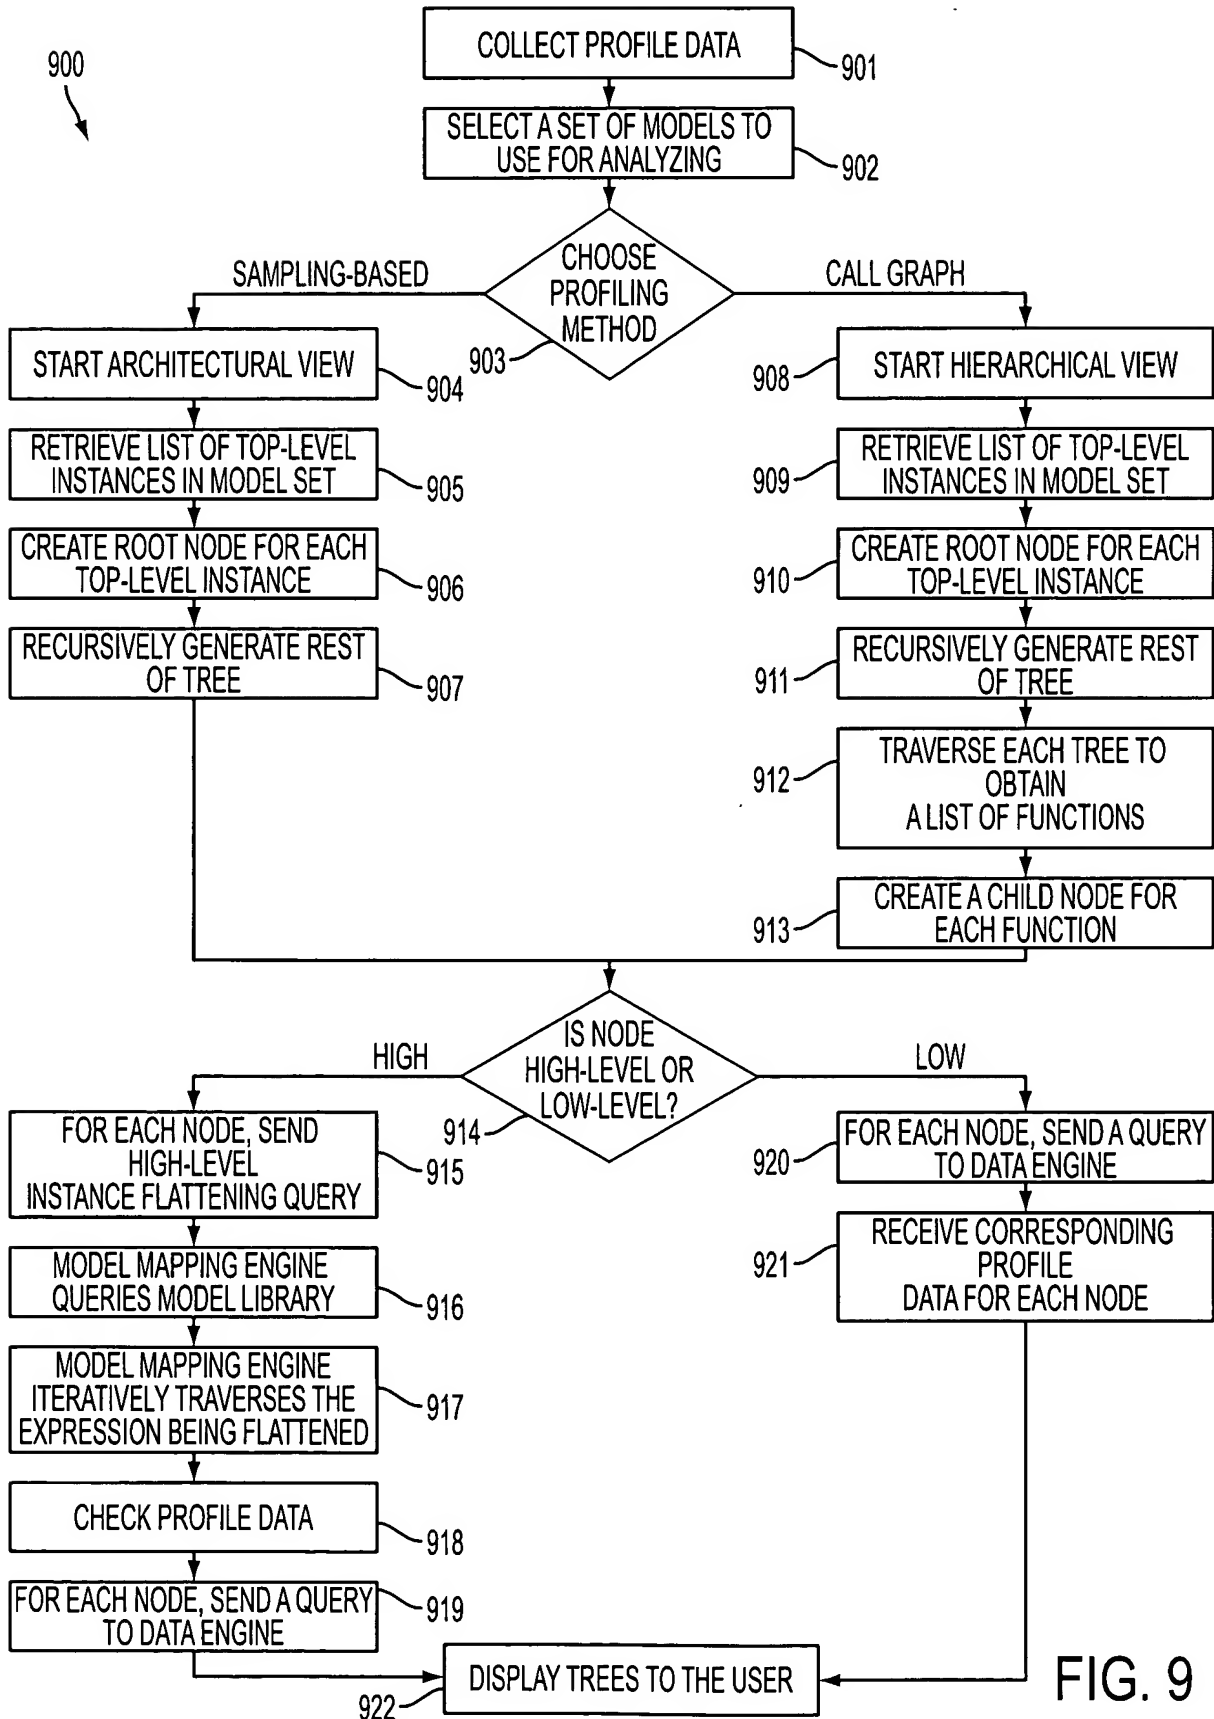 900
COLLECT PROFILE DATA
901
SELECT A SET OF MODELS TO
USE FOR ANALYZING
902
CHOOSE
PROFILING
METHOD
903
SAMPLING-BASED
CALL GRAPH
START ARCHITECTURAL VIEW
904
RETRIEVE LIST OF TOP-LEVEL
INSTANCES IN MODEL SET
905
CREATE ROOT NODE FOR EACH
TOP-LEVEL INSTANCE
906
RECURSIVELY GENERATE REST
OF TREE
907
START HIERARCHICAL VIEW
908
RETRIEVE LIST OF TOP-LEVEL
INSTANCES IN MODEL SET
909
CREATE ROOT NODE FOR EACH
TOP-LEVEL INSTANCE
910
RECURSIVELY GENERATE REST
OF TREE
911
TRAVERSE EACH TREE TO
OBTAIN
A LIST OF FUNCTIONS
912
CREATE A CHILD NODE FOR
EACH FUNCTION
913
IS NODE
HIGH-LEVEL OR
LOW-LEVEL?
914
HIGH
LOW
FOR EACH NODE, SEND
HIGH-LEVEL
INSTANCE FLATTENING QUERY
915
MODEL MAPPING ENGINE
QUERIES MODEL LIBRARY
916
MODEL MAPPING ENGINE
ITERATIVELY TRAVERSES THE
EXPRESSION BEING FLATTENED
917
CHECK PROFILE DATA
918
FOR EACH NODE, SEND A QUERY
TO DATA ENGINE
919
FOR EACH NODE, SEND A QUERY
TO DATA ENGINE
920
RECEIVE CORRESPONDING
PROFILE
DATA FOR EACH NODE
921
DISPLAY TREES TO THE USER
922
FIG. 9